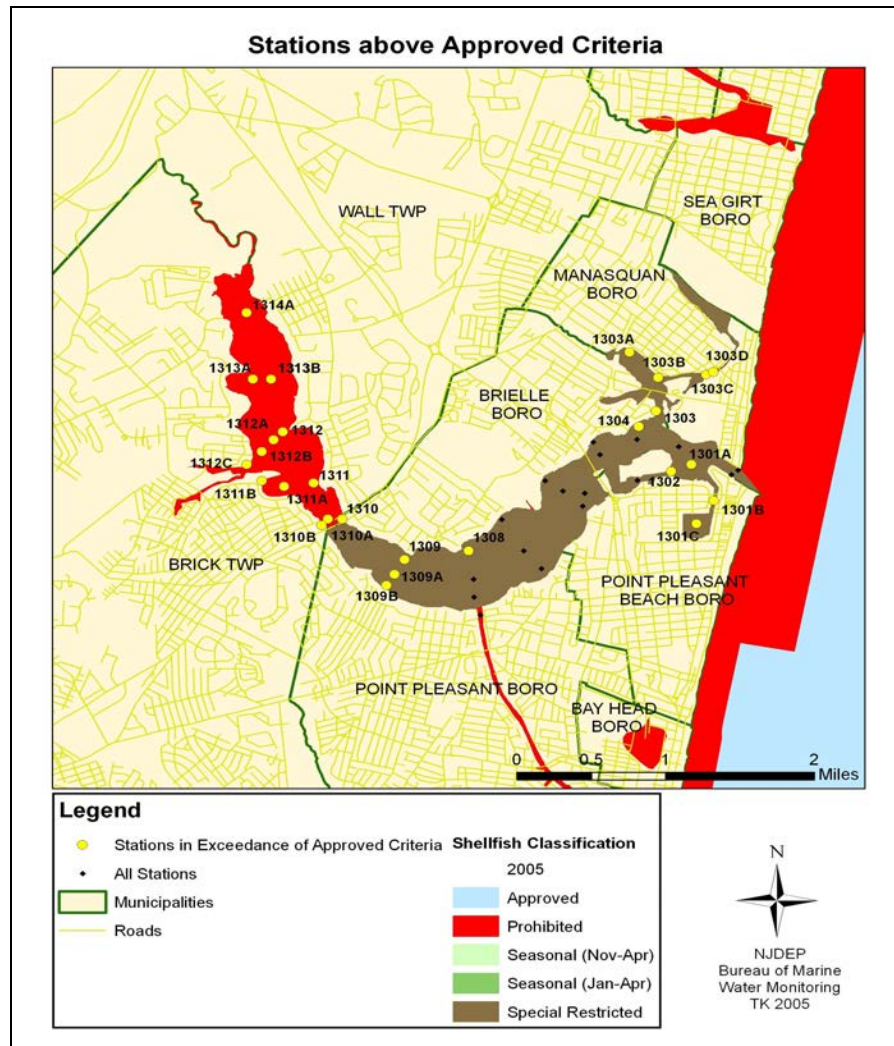 Stations above Approved Criteria
SEA GIRT
BORO
WALL TWP
MANASQUAN
BORO
1314A
1303A
1303D
1303B
1313A
1313B
1303C
BRIELLE
BORO
1303
1304
1312A
1312
1312B
1301A
1312C
1311
1302
1311B
1311A
1301B
1310
1310B
1310A
1301C
1309
1308
BRICK TWP
1309A
POINT PLEASANT
BEACH BORO
1309B
POINT PLEASANT BORO
BAY HEAD
BORO
0 0.5 1 2
Miles
Legend
Stations in Exceedance of Approved Criteria
All Stations
Municipalities
Roads
Shellfish Classification
2005
Approved
Prohibited
Seasonal (Nov-Apr)
Seasonal (Jan-Apr)
Special Restricted
N
NJDEP
Bureau of Marine
Water Monitoring
TK 2005